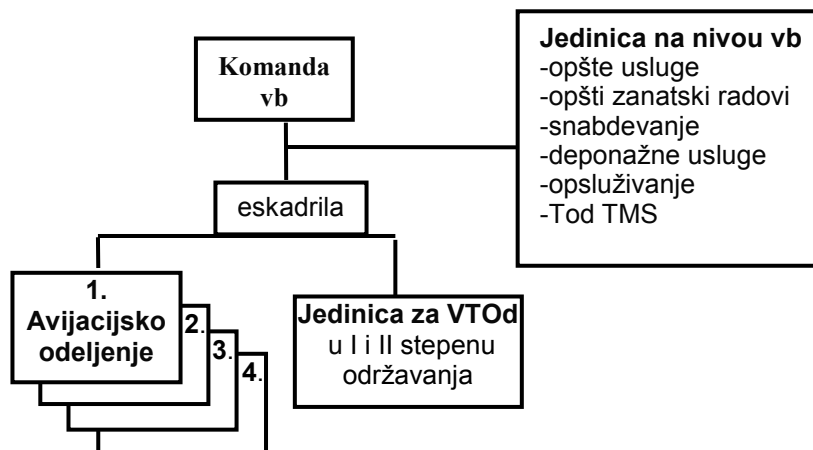 Komanda
vb
Jedinica na nivou vb
-opšte usluge
-opšti zanatski radovi
-snabdevanje
-deponažne usluge
-opsluživanje
-Tod TMS
eskadrila
1.
Avijacijsko
odeljenje
2.
3.
4.
Jedinica za VTOd
u I i II stepenu
održavanja